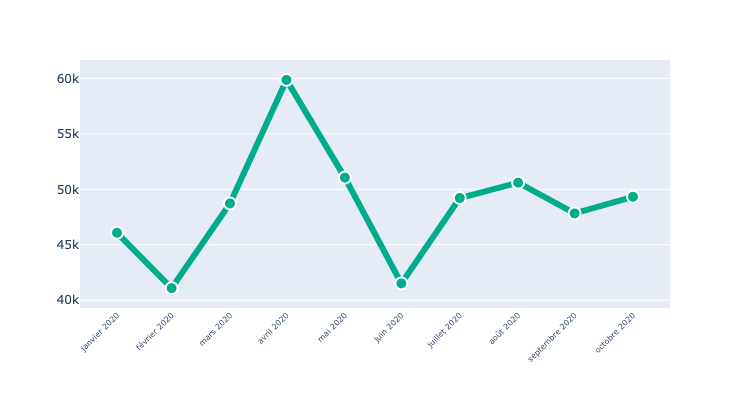 60k
55k
50k
45k
40k
janvier 2020
février 2020
mars 2020
avril 2020
mai 2020
juin 2020
juillet 2020
août 2020
septembre 2020
octobre 2020